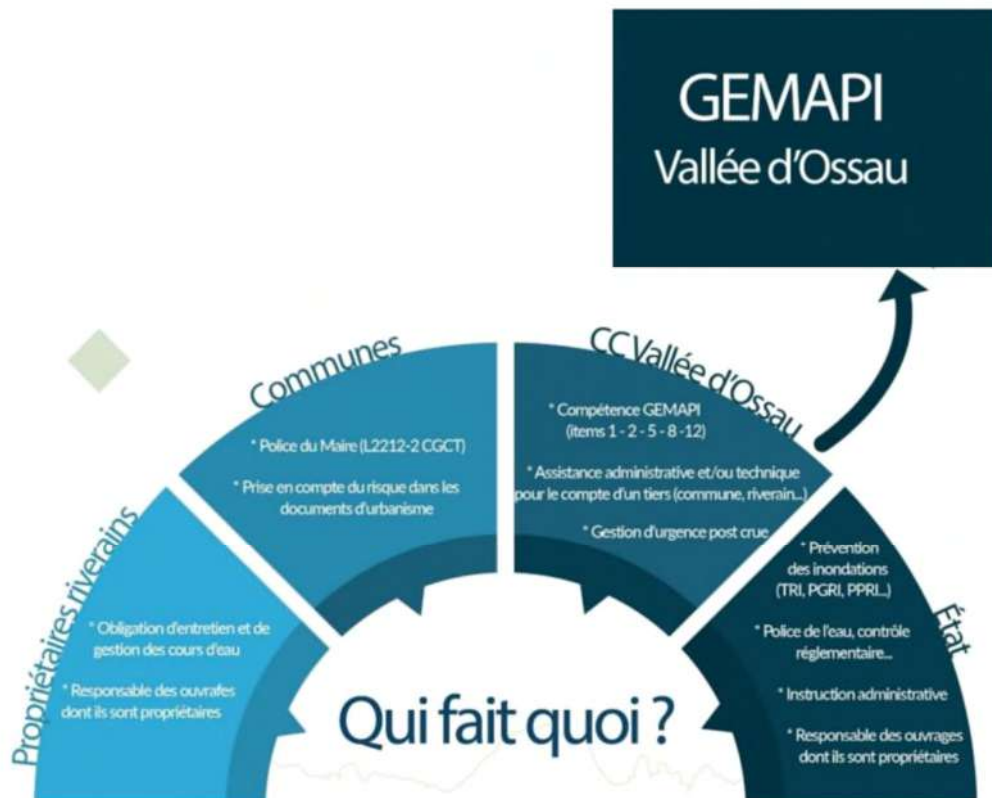 GEMAPI
Vallée d'Ossau
Propriétaires riverains
* Obligation d'entretien et de
gestion des cours d'eau
* Responsable des ouvrafes
dont ils sont propriétaires
Communes
* Police du Maire (L2212-2 CGCT)
* Prise en compte du risque dans les
documents d'urbanisme
CC Vallée d'Ossau
* Compétence GEMAPI
(items 1 - 2 - 5 - 8 -12)
* Assistance administrative et/ou technique
pour le compte d'un tiers (commune, riverain...)
* Gestion d'urgence post crue
État
* Prévention
des inondations
(TRI, PGRI, PPRI...)
* Police de l'eau, contrôle
réglementaire...
* Instruction administrative
* Responsable des ouvrages
dont ils sont propriétaires
Qui fait quoi ?